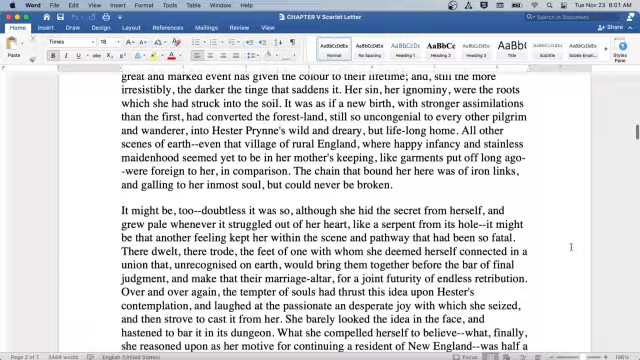 Word File Edit View Insert Format Tools Table Window Help
Tue Nov 23 8:01 AM
CHAPTER V Scarlet Letter
Search in Document
Home Insert Draw Design Layout References Mailings Review View
Share
Paste
Times 18
AaBbCcDdEe AaBbCcDdEe AaBbCcDc AaBbCcDdEe
Normal No Spacing Heading 1 Heading 2 Title Subtitle Subtle Emph... Styles Pane
great and marked event has given the colour to their lifetime; and, still the more
irresistibly, the darker the tinge that saddens it. Her sin, her ignominy, were the roots
which she had struck into the soil. It was as if a new birth, with stronger assimilations
than the first, had converted the forest-land, still so uncongenial to every other pilgrim
and wanderer, into Hester Prynne's wild and dreary, but life-long home. All other
scenes of earth--even that village of rural England, where happy infancy and stainless
maidenhood seemed yet to be in her mother's keeping, like garments put off long ago-
-were foreign to her, in comparison. The chain that bound her here was of iron links,
and galling to her inmost soul, but could never be broken.
It might be, too--doubtless it was so, although she hid the secret from herself, and
grew pale whenever it struggled out of her heart, like a serpent from its hole--it might
be that another feeling kept her within the scene and pathway that had been so fatal.
There dwelt, there trode, the feet of one with whom she deemed herself connected in a
union that, unrecognised on earth, would bring them together before the bar of final
judgment, and make that their marriage-altar, for a joint futurity of endless retribution.
Over and over again, the tempter of souls had thrust this idea upon Hester's
contemplation, and laughed at the passionate an desperate joy with which she seized,
and then strove to cast it from her. She barely looked the idea in the face, and
hastened to bar it in its dungeon. What she compelled herself to believe--what, finally,
she reasoned upon as her motive for continuing a resident of New England--was half a
Page 2 of 7 3499 words English (United States) 196%